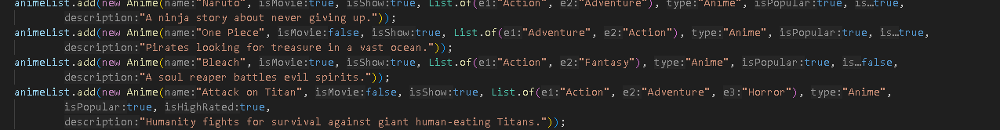 animeList.add(new Anime(name:"Naruto", isMovie:true, isShow:true, List.of(e1:"Action", e2:"Adventure"), type:"Anime", isPopular:true, is…true,
description:"A ninja story about never giving up."));
animeList.add(new Anime(name:"One Piece", isMovie:false, isShow:true, List.of(e1:"Adventure", e2:"Action"), type:"Anime", isPopular:true, is…true,
description:"Pirates looking for treasure in a vast ocean."));
animeList.add(new Anime(name:"Bleach", isMovie:true, isShow:true, List.of(e1:"Action", e2:"Fantasy"), type:"Anime", isPopular:true, is…false,
description:"A soul reaper battles evil spirits."));
animeList.add(new Anime(name:"Attack on Titan", isMovie:false, isShow:true, List.of(e1:"Action", e2:"Adventure", e3:"Horror"), type:"Anime",
isPopular:true, isHighRated:true,
description:"Humanity fights for survival against giant human-eating Titans."));